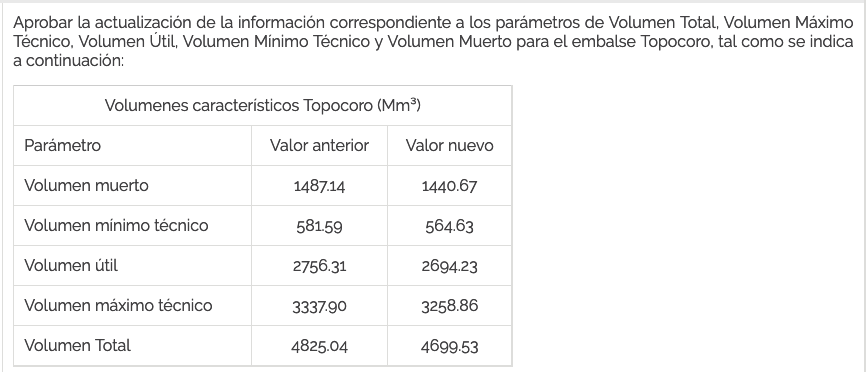 Aprobar la actualización de la información correspondiente a los parámetros de Volumen Total, Volumen Máximo
Técnico, Volumen Útil, Volumen Mínimo Técnico y Volumen Muerto para el embalse Topocoro, tal como se indica
a continuación:
Volumenes característicos Topocoro (Mm³)
Parámetro Valor anterior Valor nuevo
Volumen muerto 1487.14 1440.67
Volumen mínimo técnico 581.59 564.63
Volumen útil 2756.31 2694.23
Volumen máximo técnico 3337.90 3258.86
Volumen Total 4825.04 4699.53